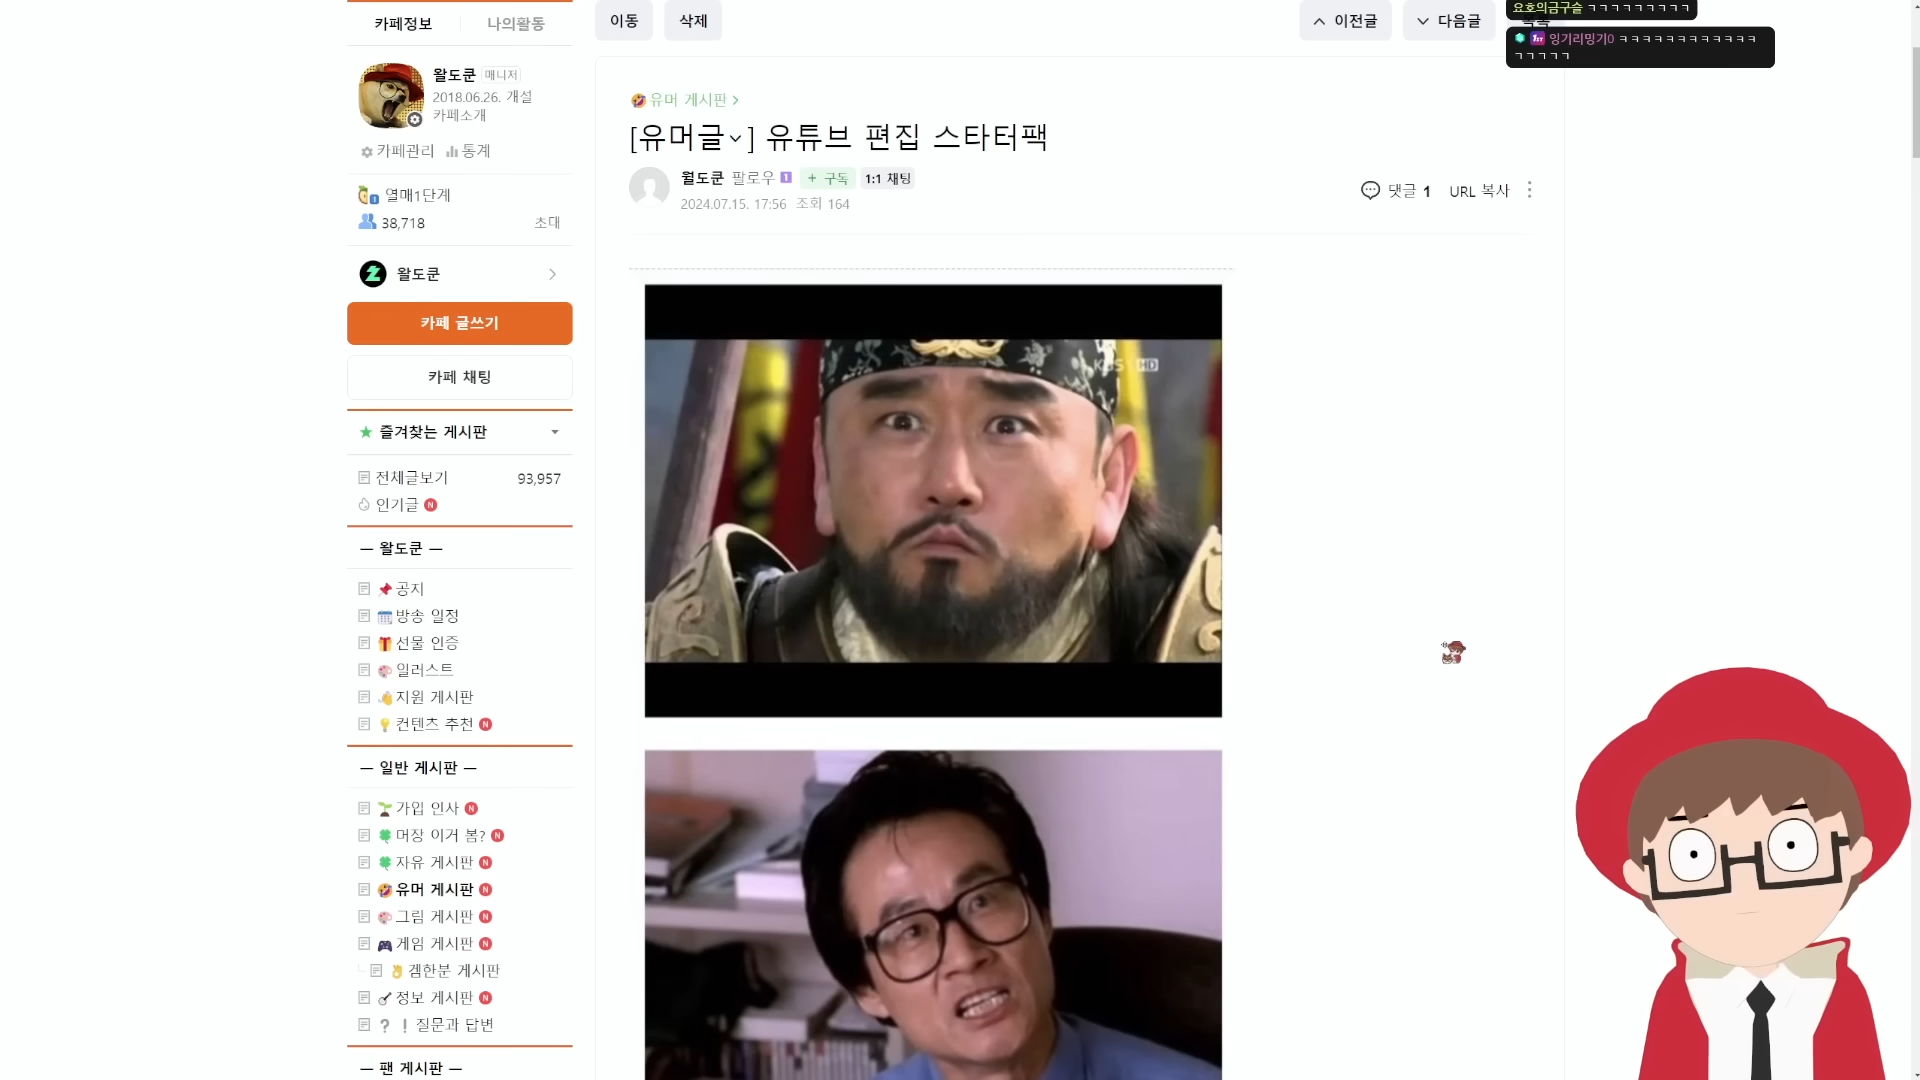 카페정보
나의활동
왈도쿤 매니저
2018.06.26. 개설
카페소개
카페관리 통계
열매1단계
38,718 초대
왈도쿤
카페 글쓰기
카페 채팅
즐겨찾는 게시판
전체글보기 93,957
인기글 N
— 왈도쿤 —
공지
방송 일정
선물 인증
일러스트
지원 게시판
컨텐츠 추천 N
— 일반 게시판 —
가입 인사 N
머장 이거 봄? N
자유 게시판 N
유머 게시판 N
그림 게시판 N
게임 게시판 N
겜한분 게시판
정보 게시판 N
? ! 질문과 답변
— 팬 게시판 —
이동
삭제
이전글
다음글
목록
유머 게시판 >
[유머글] 유튜브 편집 스타터팩
월도쿤 팔로우 1 + 구독 1:1 채팅
2024.07.15. 17:56 조회 164
댓글 1 URL 복사
KBS HD
요호의금구슬 ㅋㅋㅋㅋㅋㅋㅋㅋㅋ
1ST 잉기리밍기0 ㅋㅋㅋㅋㅋㅋㅋㅋㅋㅋㅋㅋ
ㅋㅋㅋㅋㅋ